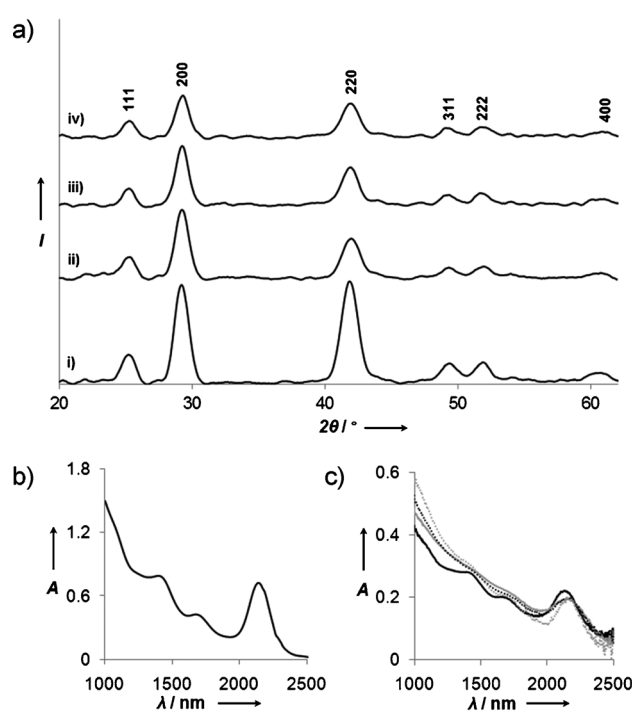 a)
111
200
220
311
222
400
iv)
iii)
ii)
i)
I
20 30 40 50 60
2θ / °
b)
1.8
1.2
0.6
0
A
1000 1500 2000 2500
λ / nm
c)
0.6
0.4
0.2
0
A
1000 1500 2000 2500
λ / nm